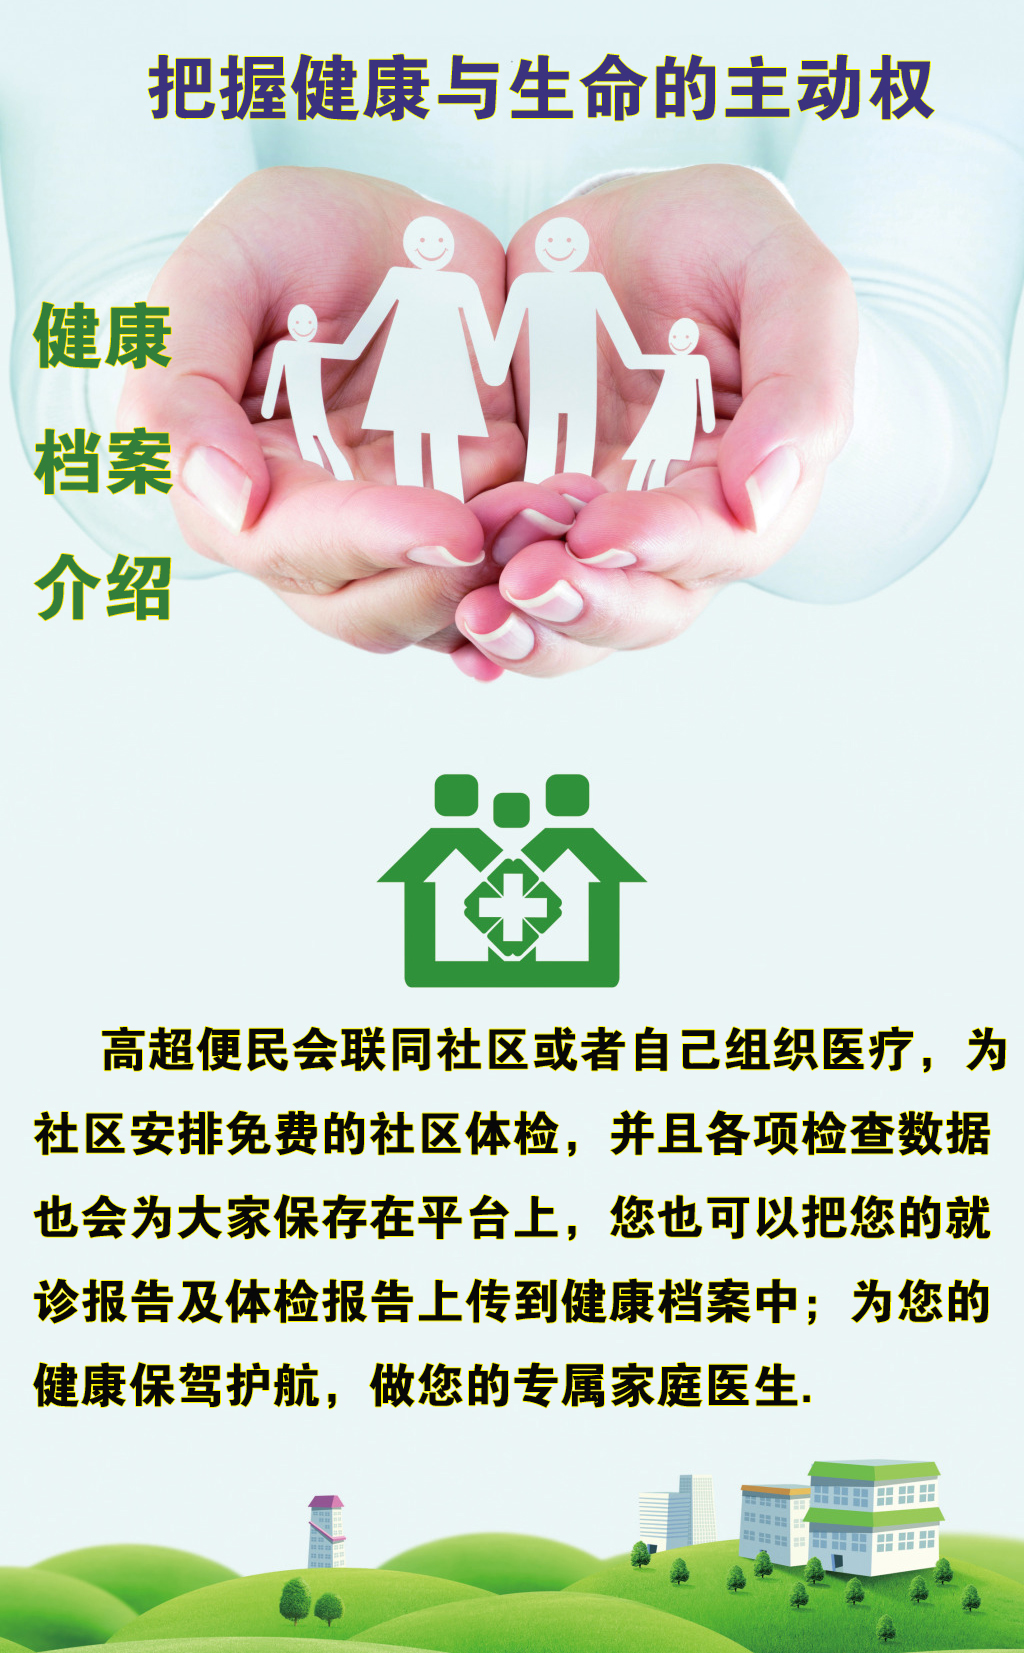 把握健康与生命的主动权
健康
档案
介绍
高超便民会联同社区或者自己组织医疗，为
社区安排免费的社区体检，并且各项检查数据
也会为大家保存在平台上，您也可以把您的就
诊报告及体检报告上传到健康档案中；为您的
健康保驾护航，做您的专属家庭医生.